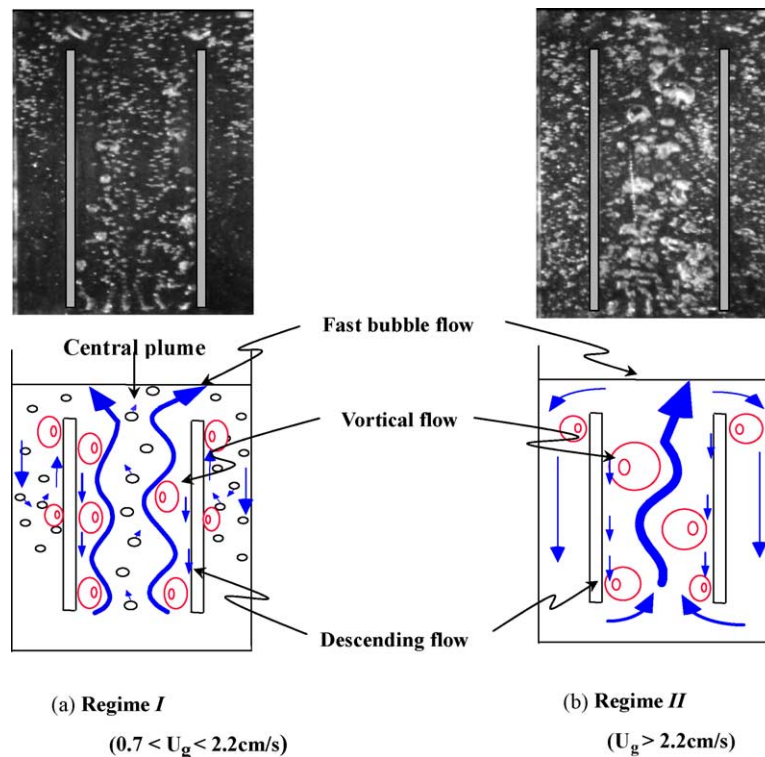 Fast bubble flow
Central plume
Vortical flow
Descending flow
(a) Regime I
(0.7 < Ug < 2.2cm/s)
(b) Regime II
(Ug > 2.2cm/s)